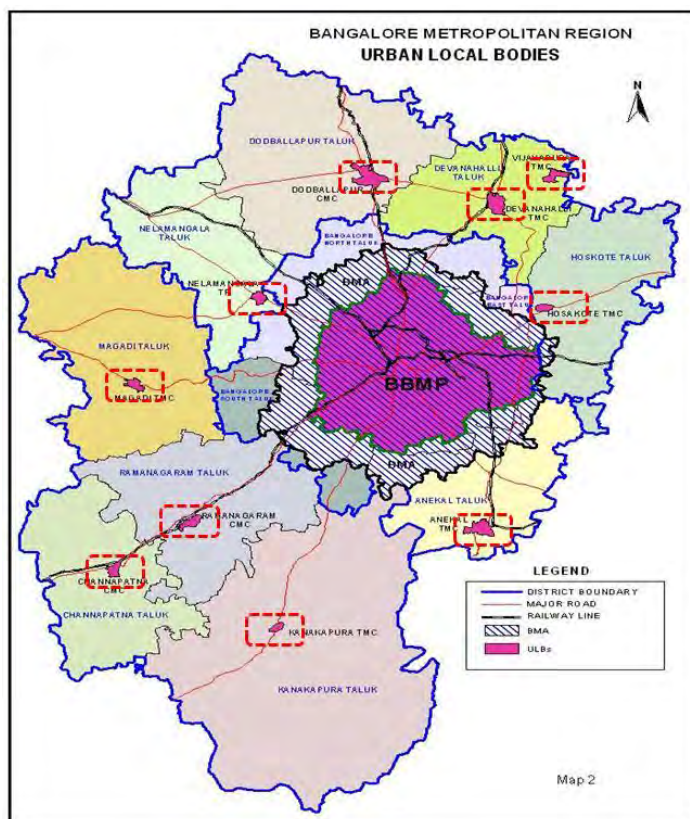 BANGALORE METROPOLITAN REGION
URBAN LOCAL BODIES
N
DODBALLAPUR TALUK
VIJAYAPURA
TMC
DEVANAHALLI
TALUK
DODBALLAPUR
CMC
DEVANAHALLI
TMC
NELAMANGALA
TALUK
BANGALORE
NORTH TALUK
HOSKOTE TALUK
BMA
NELAMANGALA
BANGALORE
EAST TALUK
HOSAKOTE TMC
MAGADI TALUK
BBMP
MAGADI TMC
BANGALORE
TALUK
BMA
RAMANAGARAM TALUK
ANEKAL TALUK
RAMANAGARAM
CMC
ANEKAL
TMC
CHANNAPATNA
CMC
CHANNAPATNA TALUK
KANAKAPURA TMC
KANAKAPURA TALUK
LEGEND
DISTRICT BOUNDARY
MAJOR ROAD
RAILWAY LINE
BMA
ULBs
Map 2